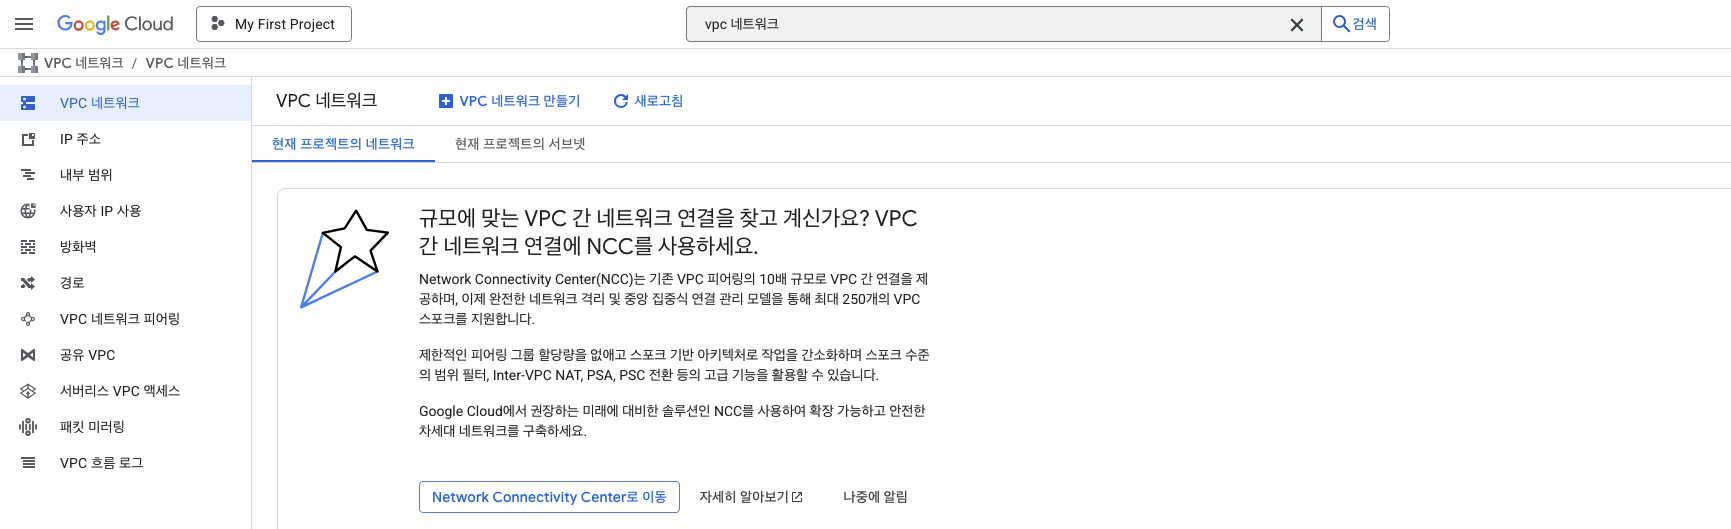 Google Cloud
My First Project
vpc 네트워크
검색
VPC 네트워크 / VPC 네트워크
VPC 네트워크
IP 주소
내부 범위
사용자 IP 사용
방화벽
경로
VPC 네트워크 피어링
공유 VPC
서버리스 VPC 액세스
패킷 미러링
VPC 흐름 로그
VPC 네트워크
VPC 네트워크 만들기
새로고침
현재 프로젝트의 네트워크
현재 프로젝트의 서브넷
규모에 맞는 VPC 간 네트워크 연결을 찾고 계신가요? VPC
간 네트워크 연결에 NCC를 사용하세요.
Network Connectivity Center(NCC)는 기존 VPC 피어링의 10배 규모로 VPC 간 연결을 제
공하며, 이제 완전한 네트워크 격리 및 중앙 집중식 연결 관리 모델을 통해 최대 250개의 VPC
스포크를 지원합니다.
제한적인 피어링 그룹 할당량을 없애고 스포크 기반 아키텍처로 작업을 간소화하며 스포크 수준
의 범위 필터, Inter-VPC NAT, PSA, PSC 전환 등의 고급 기능을 활용할 수 있습니다.
Google Cloud에서 권장하는 미래에 대비한 솔루션인 NCC를 사용하여 확장 가능하고 안전한
차세대 네트워크를 구축하세요.
Network Connectivity Center로 이동
자세히 알아보기
나중에 알림